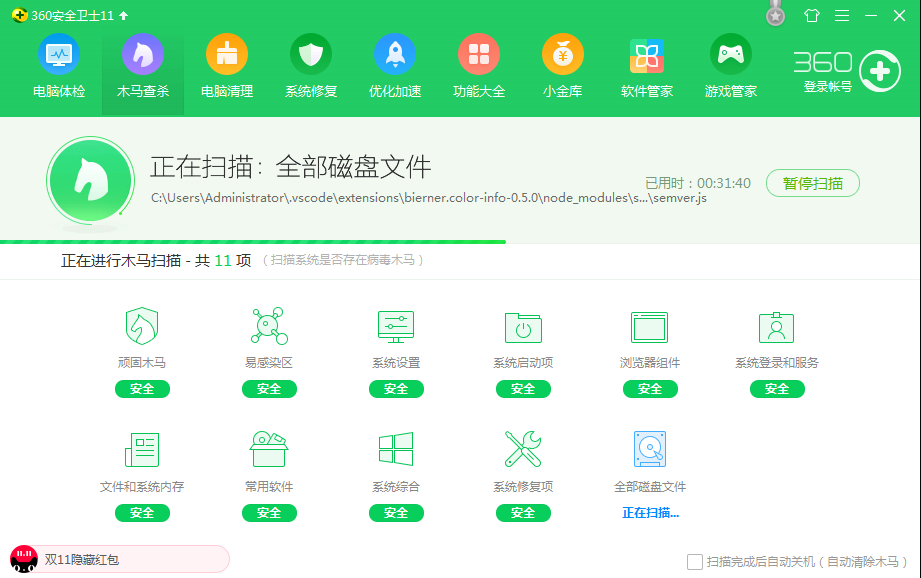 360安全卫士11
电脑体检
木马查杀
电脑清理
系统修复
优化加速
功能大全
小金库
软件管家
游戏管家
360
登录帐号
正在扫描：全部磁盘文件
C:\Users\Administrator\.vscode\extensions\bierner.color-info-0.5.0\node_modules\s...\semver.js
已用时：00:31:40
暂停扫描
正在进行木马扫描 - 共 11 项 （扫描系统是否存在病毒木马）
顽固木马
易感染区
系统设置
系统启动项
浏览器组件
系统登录和服务
安全
安全
安全
安全
安全
安全
文件和系统内存
常用软件
系统综合
系统修复项
全部磁盘文件
安全
安全
安全
安全
正在扫描...
11.11
双11隐藏红包
扫描完成后自动关机（自动清除木马）